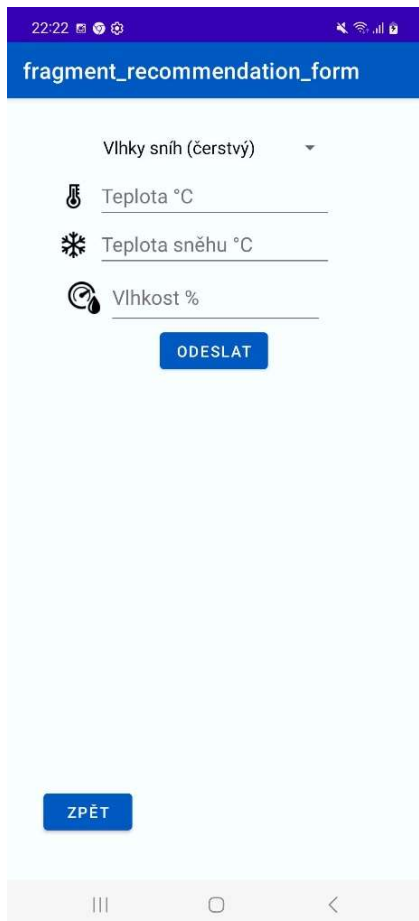 22:22
fragment_recommendation_form
Vlhky sníh (čerstvý)
Teplota °C
Teplota sněhu °C
Vlhkost %
ODESLAT
ZPĚT